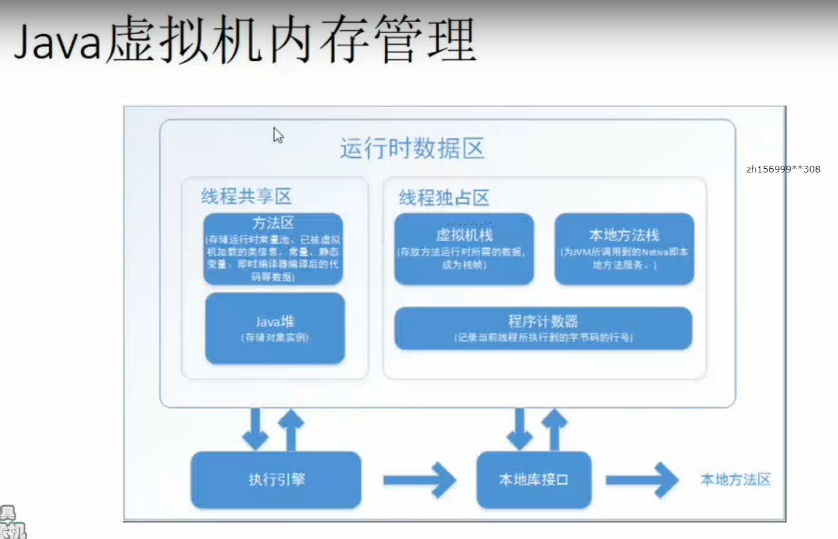 Java虚拟机内存管理
运行时数据区
zh156999**308
线程共享区
线程独占区
方法区
(存储运行时常量池、已被虚拟
机加载的类信息、常量、静态
变量、即时编译器编译后的代
码等数据)
虚拟机栈
(存放方法运行时所需的数据,
成为栈帧)
本地方法栈
(为JVM所调用到的Nativa即本
地方法服务。)
Java堆
(存储对象实例)
程序计数器
(记录当前线程所执行到的字节码的行号)
执行引擎
本地库接口
本地方法区
具